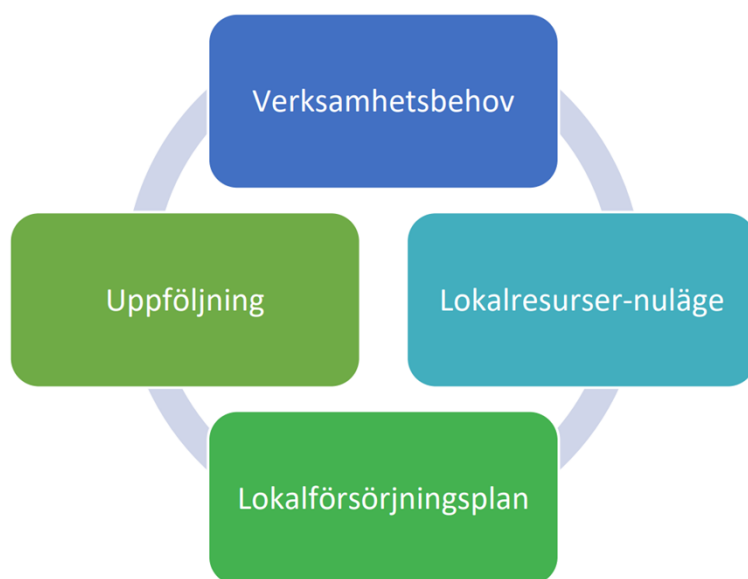 Verksamhetsbehov
Uppföljning
Lokalresurser-nuläge
Lokalförsörjningsplan